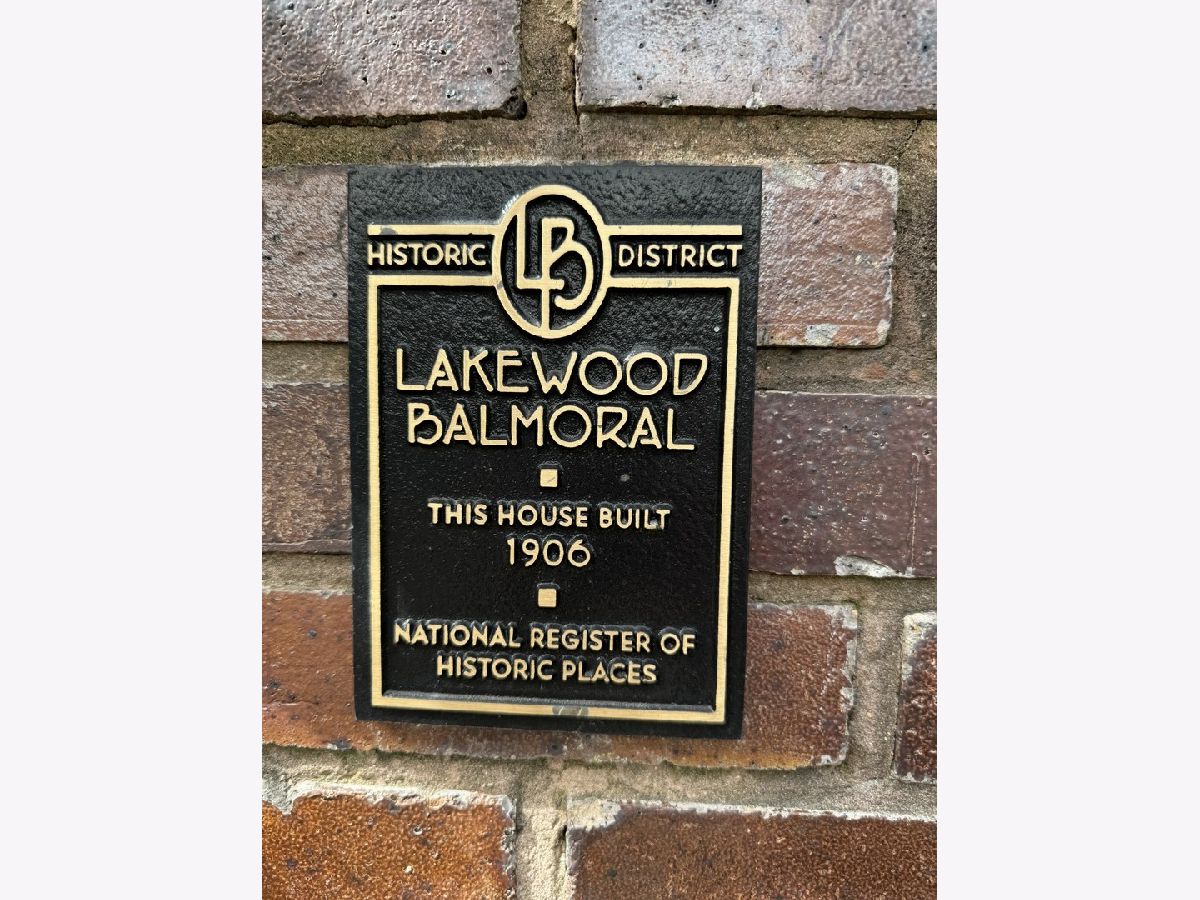 HISTORIC LB DISTRICT
LAKEWOOD
BALMORAL
THIS HOUSE BUILT
1906
NATIONAL REGISTER OF
HISTORIC PLACES